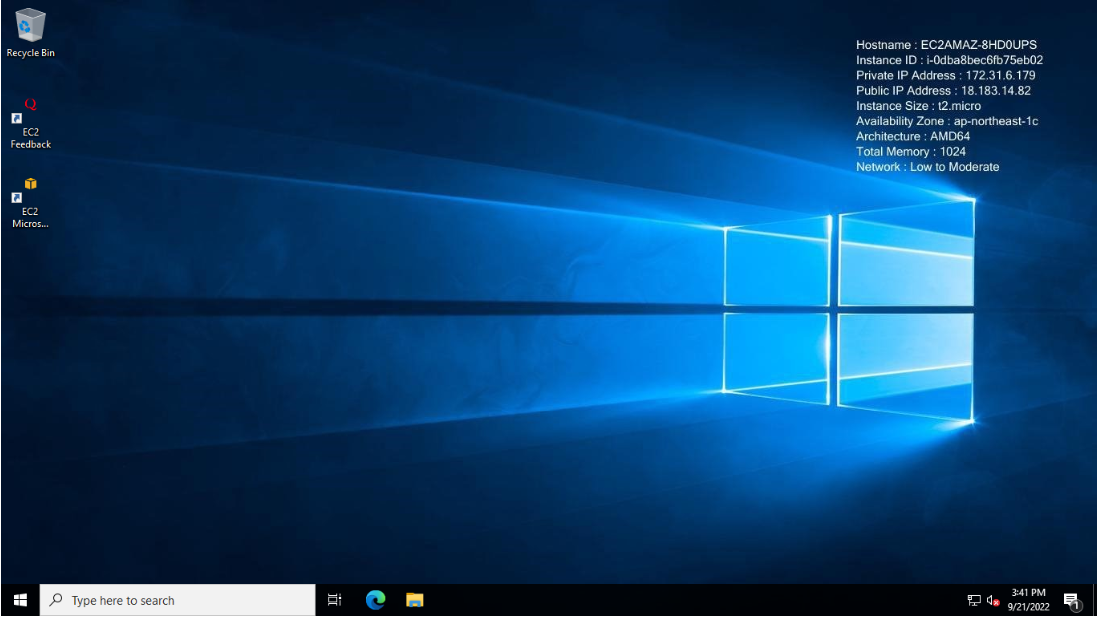 Recycle Bin
EC2
Feedback
EC2
Micros...
Hostname : EC2AMAZ-8HD0UPS
Instance ID : i-0dba8bec6fb75eb02
Private IP Address : 172.31.6.179
Public IP Address : 18.183.14.82
Instance Size : t2.micro
Availability Zone : ap-northeast-1c
Architecture : AMD64
Total Memory : 1024
Network : Low to Moderate
Type here to search
3:41 PM
9/21/2022
1